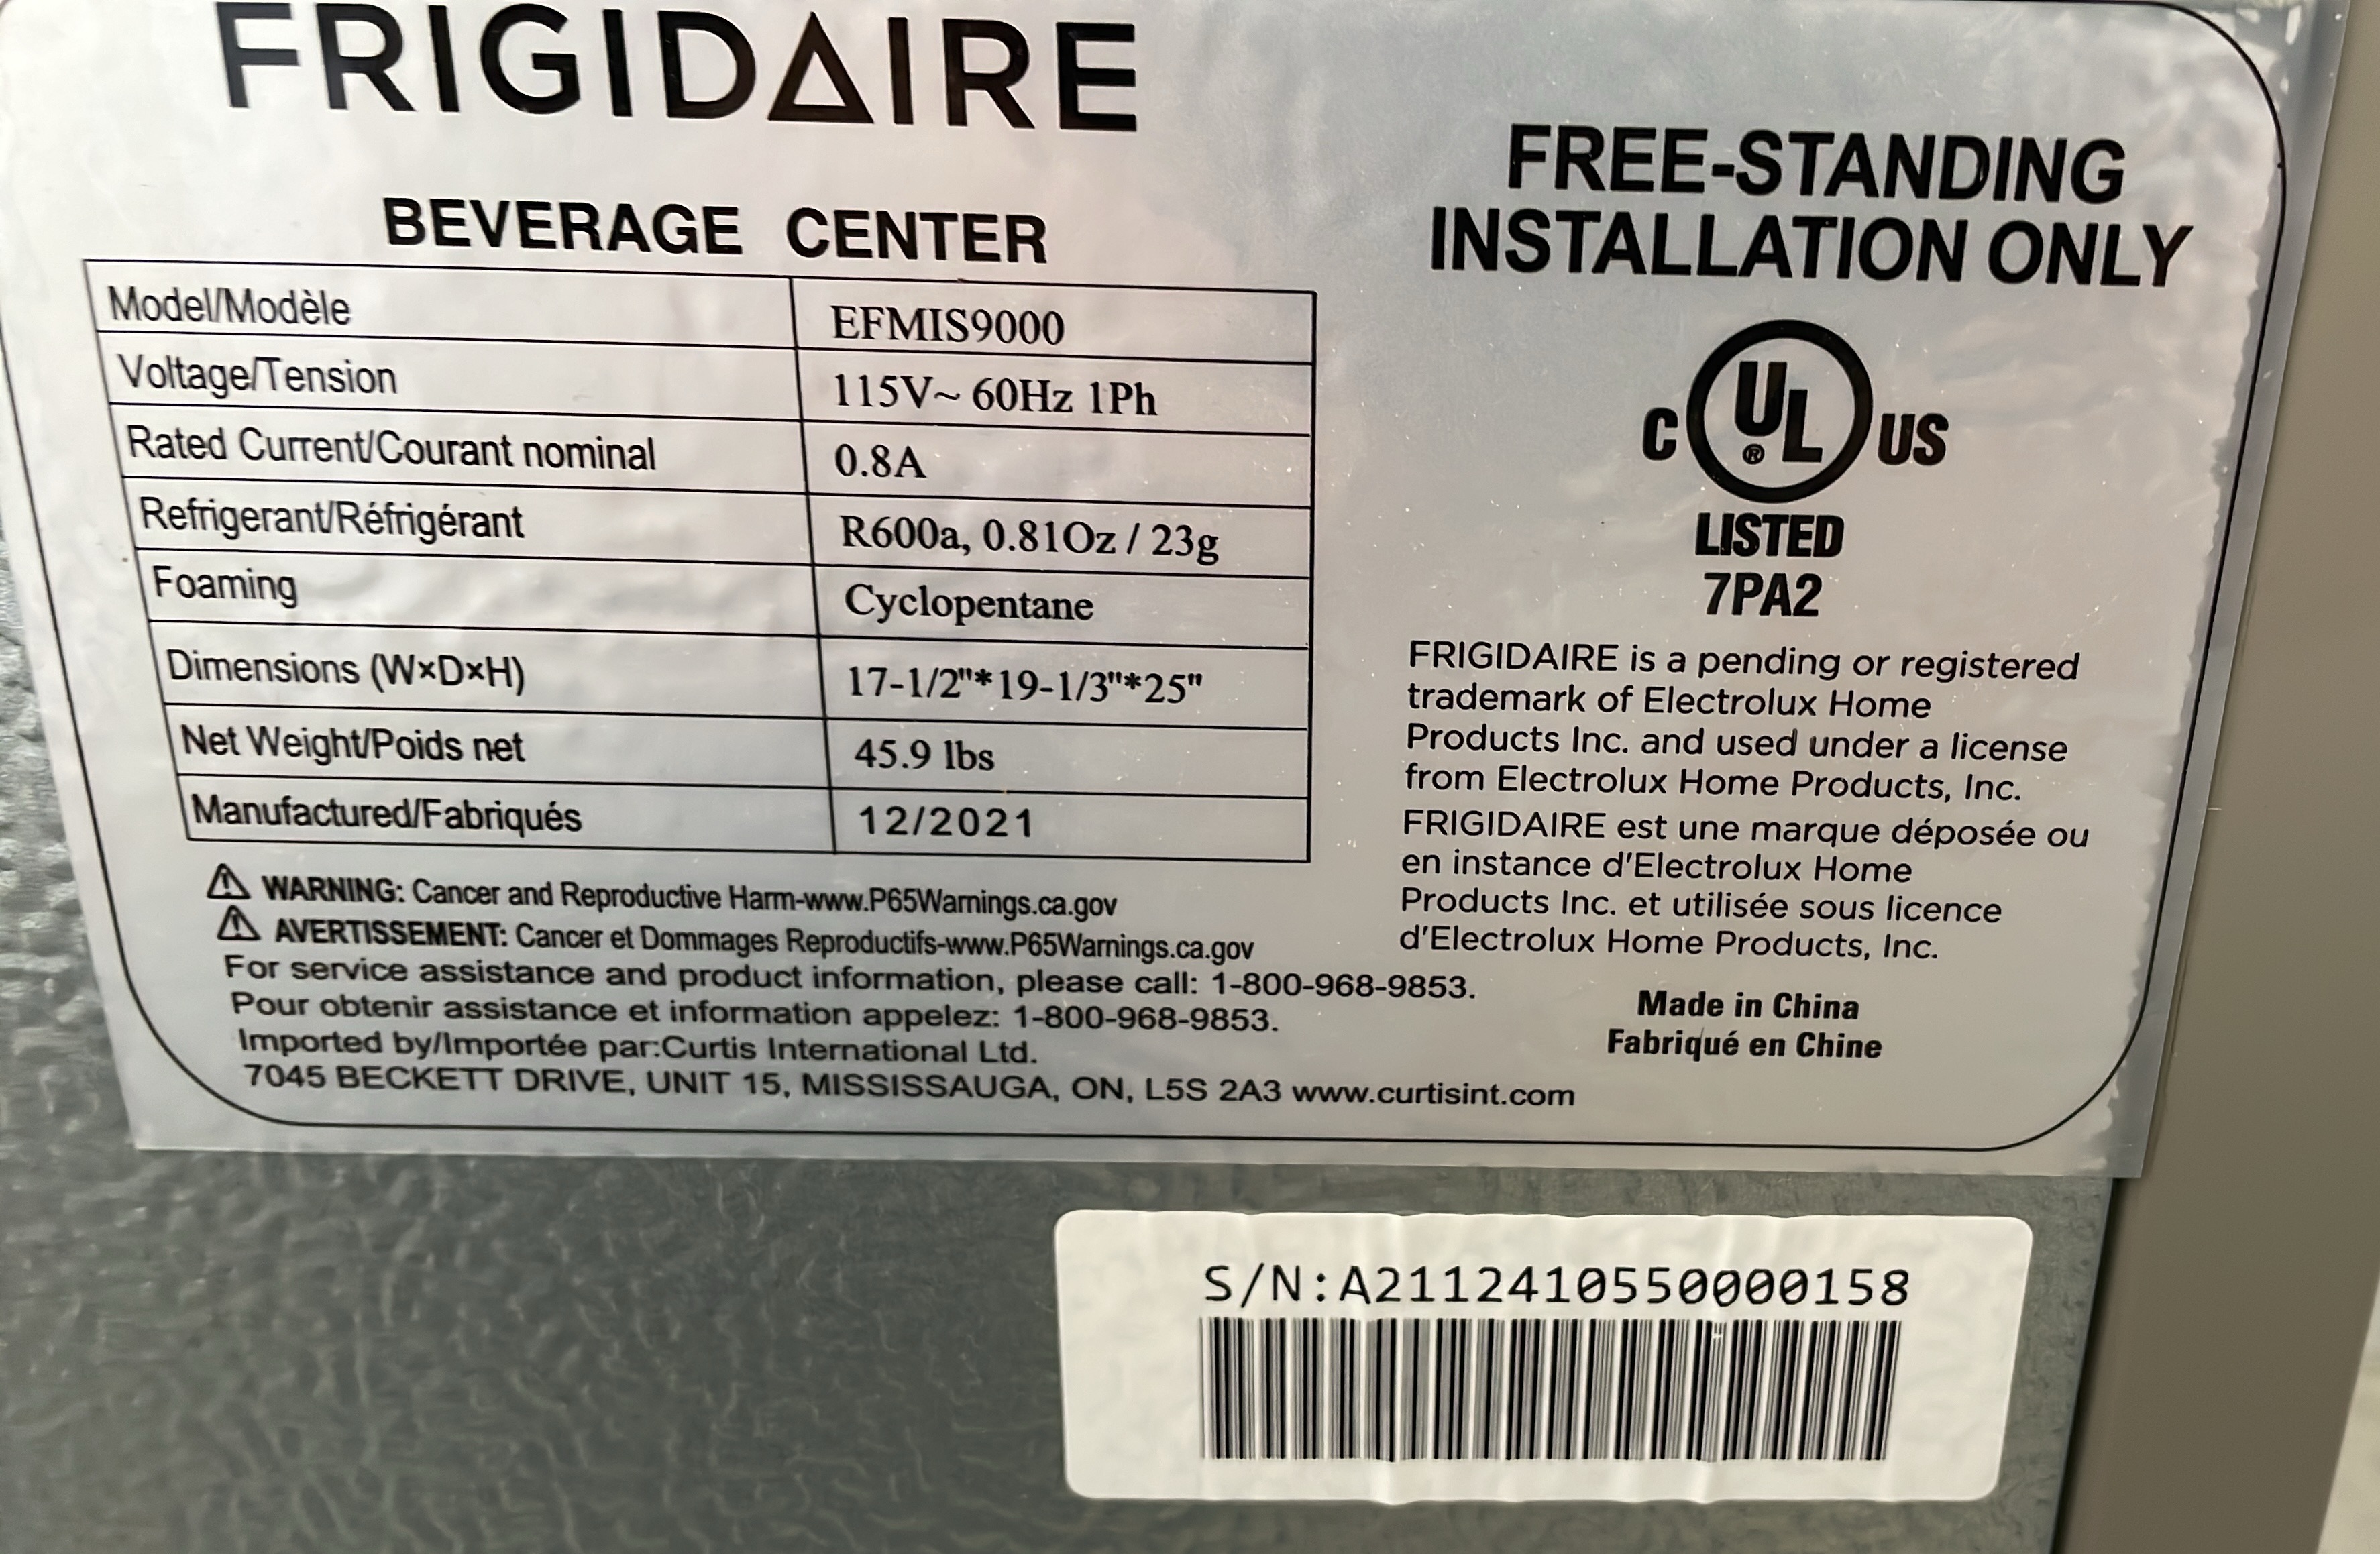 FRIGIDAIRE
BEVERAGE CENTER
Model/Modèle EFMIS9000
Voltage/Tension 115V~ 60Hz 1Ph
Rated Current/Courant nominal 0.8A
Refrigerant/Réfrigérant R600a, 0.81Oz / 23g
Foaming Cyclopentane
Dimensions (W×D×H) 17-1/2"*19-1/3"*25"
Net Weight/Poids net 45.9 lbs
Manufactured/Fabriqués 12/2021
⚠ WARNING: Cancer and Reproductive Harm-www.P65Warnings.ca.gov
⚠ AVERTISSEMENT: Cancer et Dommages Reproductifs-www.P65Warnings.ca.gov
For service assistance and product information, please call: 1-800-968-9853.
Pour obtenir assistance et information appelez: 1-800-968-9853.
Imported by/Importée par:Curtis International Ltd.
7045 BECKETT DRIVE, UNIT 15, MISSISSAUGA, ON, L5S 2A3 www.curtisint.com
FREE-STANDING
INSTALLATION ONLY
C UL® US
LISTED
7PA2
FRIGIDAIRE is a pending or registered
trademark of Electrolux Home
Products Inc. and used under a license
from Electrolux Home Products, Inc.
FRIGIDAIRE est une marque déposée ou
en instance d'Electrolux Home
Products Inc. et utilisée sous licence
d'Electrolux Home Products, Inc.
Made in China
Fabriqué en Chine
S/N:A2112410550000158